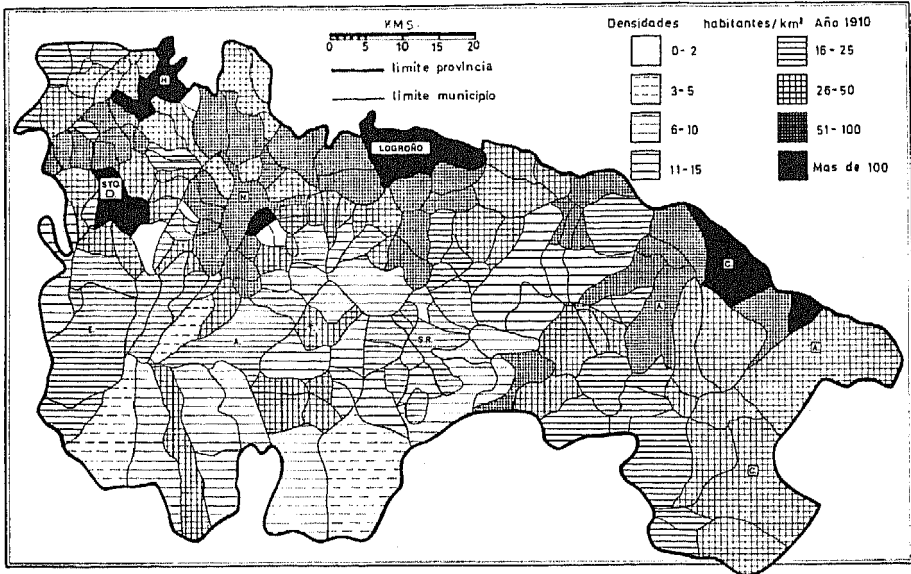 KMS.
0 5 10 20
límite provincia
límite municipio
Densidades habitantes/km² Año 1910
0-2
3-5
6-10
11-15
16-25
26-50
51-100
Mas de 100
H
LOGROÑO
STO
D
N
C
A
A
E
A.
S.R.
C